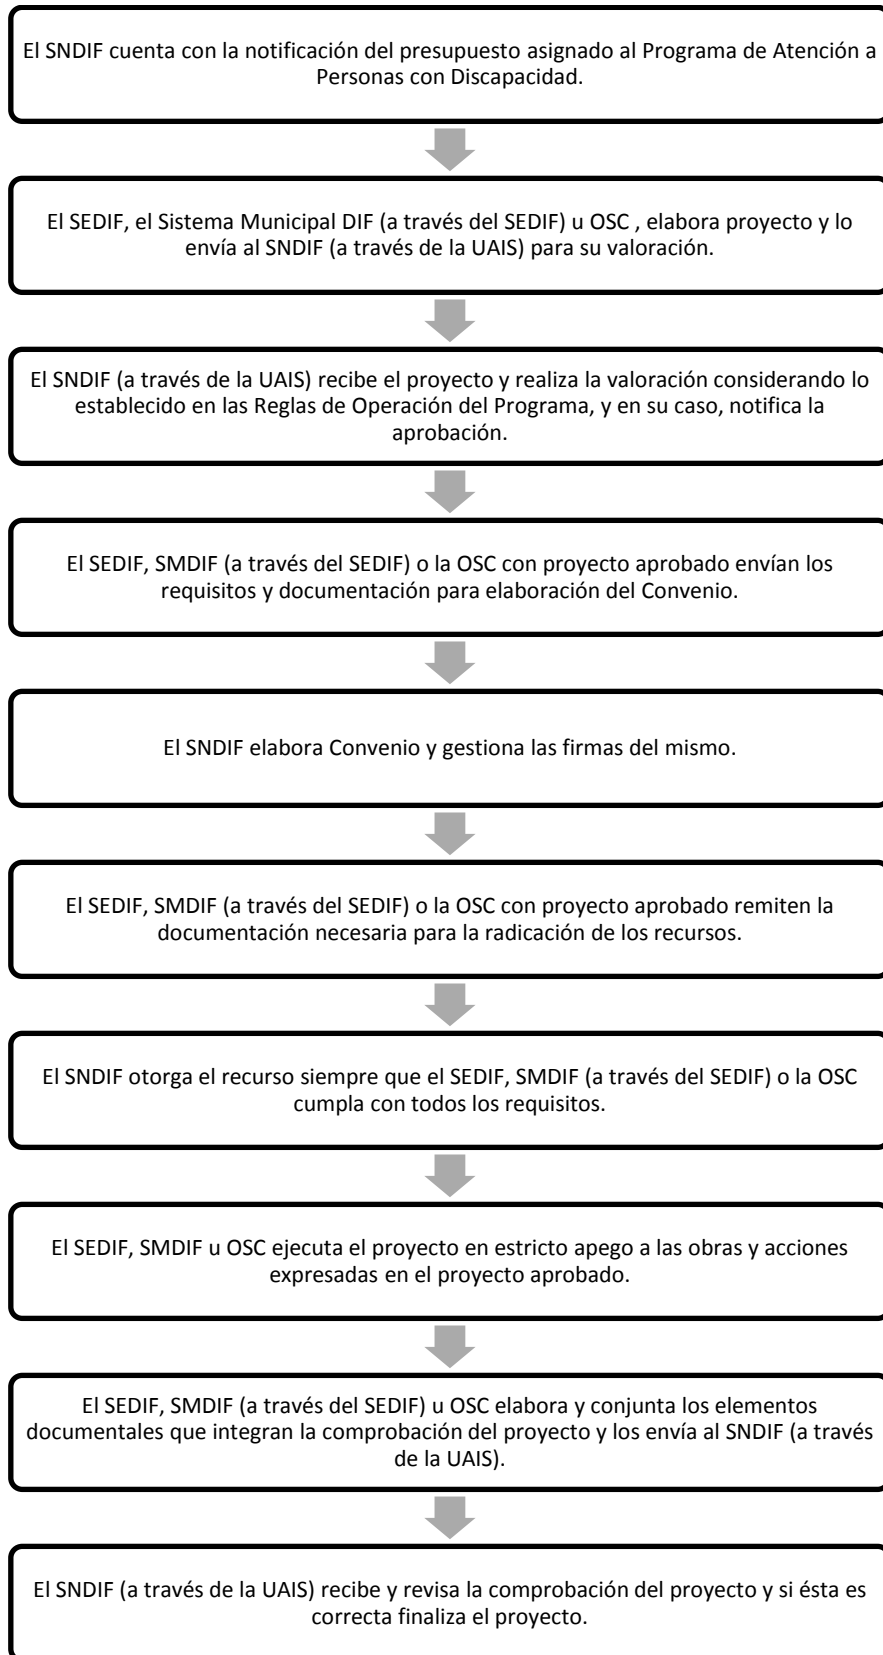 El SNDIF cuenta con la notificación del presupuesto asignado al Programa de Atención a
Personas con Discapacidad.
El SEDIF, el Sistema Municipal DIF (a través del SEDIF) u OSC , elabora proyecto y lo
envía al SNDIF (a través de la UAIS) para su valoración.
El SNDIF (a través de la UAIS) recibe el proyecto y realiza la valoración considerando lo
establecido en las Reglas de Operación del Programa, y en su caso, notifica la
aprobación.
El SEDIF, SMDIF (a través del SEDIF) o la OSC con proyecto aprobado envían los
requisitos y documentación para elaboración del Convenio.
El SNDIF elabora Convenio y gestiona las firmas del mismo.
El SEDIF, SMDIF (a través del SEDIF) o la OSC con proyecto aprobado remiten la
documentación necesaria para la radicación de los recursos.
El SNDIF otorga el recurso siempre que el SEDIF, SMDIF (a través del SEDIF) o la OSC
cumpla con todos los requisitos.
El SEDIF, SMDIF u OSC ejecuta el proyecto en estricto apego a las obras y acciones
expresadas en el proyecto aprobado.
El SEDIF, SMDIF (a través del SEDIF) u OSC elabora y conjunta los elementos
documentales que integran la comprobación del proyecto y los envía al SNDIF (a través
de la UAIS).
El SNDIF (a través de la UAIS) recibe y revisa la comprobación del proyecto y si ésta es
correcta finaliza el proyecto.